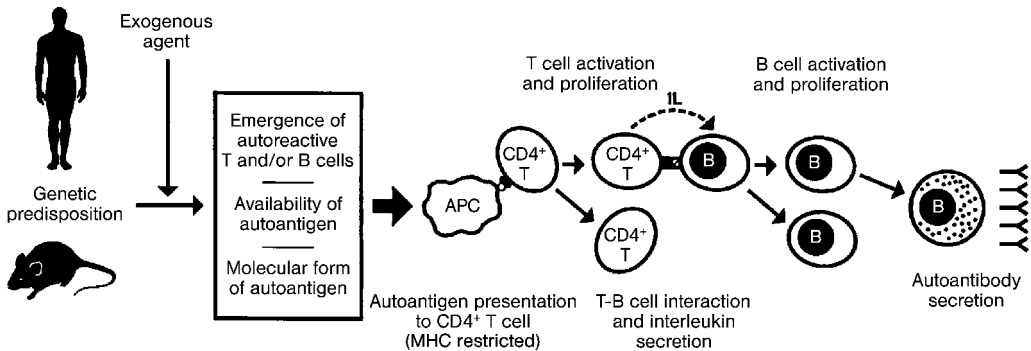 Exogenous
agent
Genetic
predisposition
Emergence of
autoreactive
T and/or B cells
Availability of
autoantigen
Molecular form
of autoantigen
APC
CD4⁺
T
Autoantigen presentation
to CD4⁺ T cell
(MHC restricted)
T cell activation
and proliferation
IL
CD4⁺
T
B
CD4⁺
T
T-B cell interaction
and interleukin
secretion
B cell activation
and proliferation
B
B
B
Autoantibody
secretion